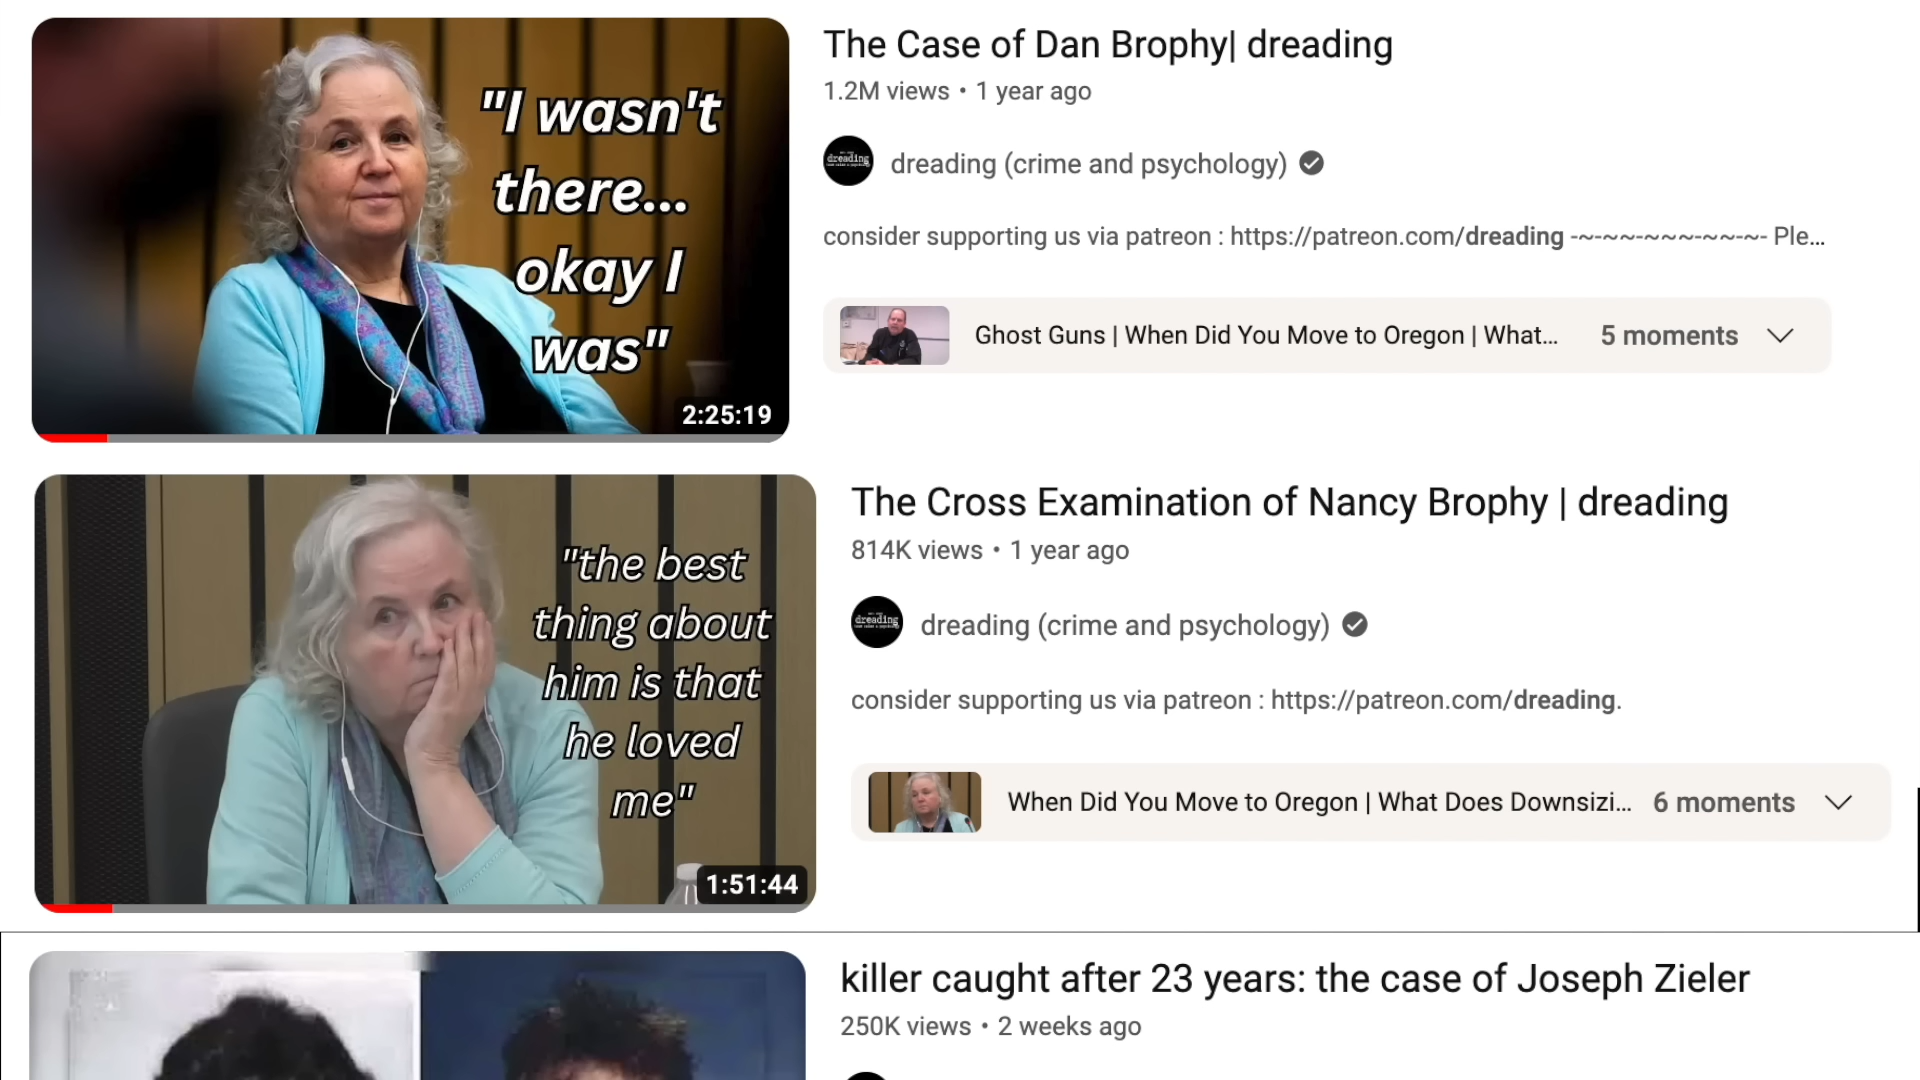 "I wasn't
there...
okay I
was"
2:25:19
The Case of Dan Brophy| dreading
1.2M views • 1 year ago
dreading
dreading (crime and psychology)
consider supporting us via patreon : https://patreon.com/dreading -~-~~-~~~-~~-~- Ple...
Ghost Guns | When Did You Move to Oregon | What...
5 moments
"the best
thing about
him is that
he loved
me"
1:51:44
The Cross Examination of Nancy Brophy | dreading
814K views • 1 year ago
dreading
dreading (crime and psychology)
consider supporting us via patreon : https://patreon.com/dreading.
When Did You Move to Oregon | What Does Downsizi...
6 moments
killer caught after 23 years: the case of Joseph Zieler
250K views • 2 weeks ago